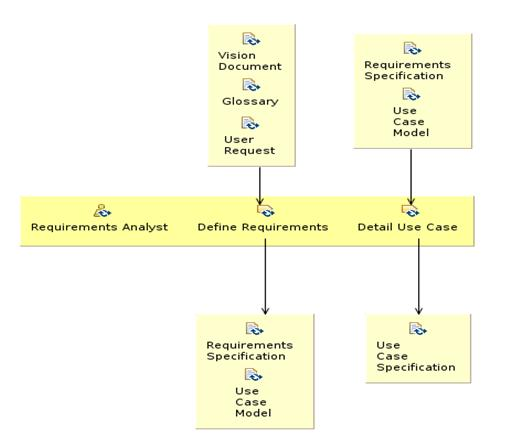 Vision
Document
Glossary
User
Request
Requirements
Specification
Use
Case
Model
Requirements Analyst
Define Requirements
Detail Use Case
Requirements
Specification
Use
Case
Model
Use
Case
Specification